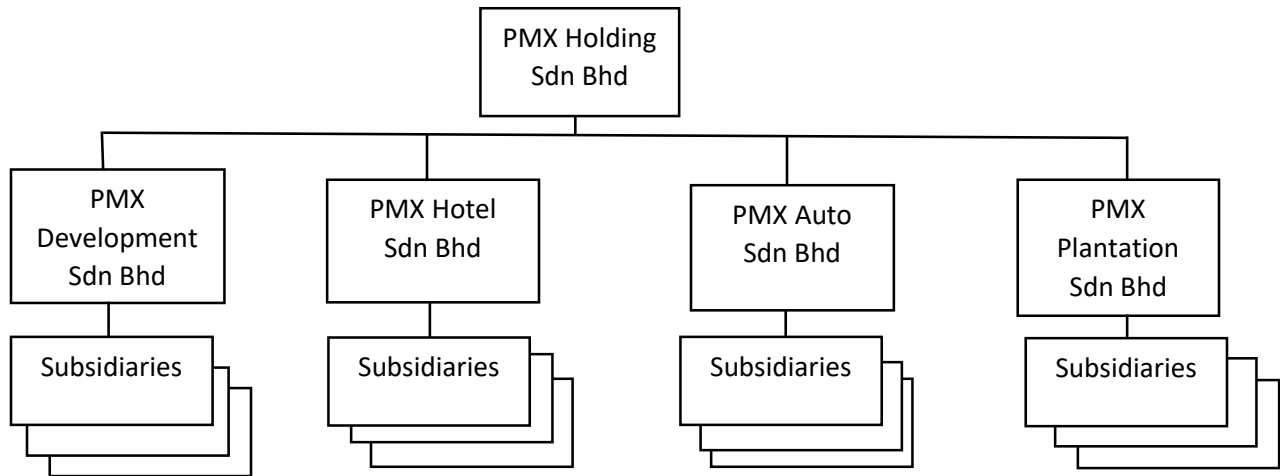 PMX Holding
Sdn Bhd
PMX
Development
Sdn Bhd
PMX Hotel
Sdn Bhd
PMX Auto
Sdn Bhd
PMX
Plantation
Sdn Bhd
Subsidiaries
Subsidiaries
Subsidiaries
Subsidiaries